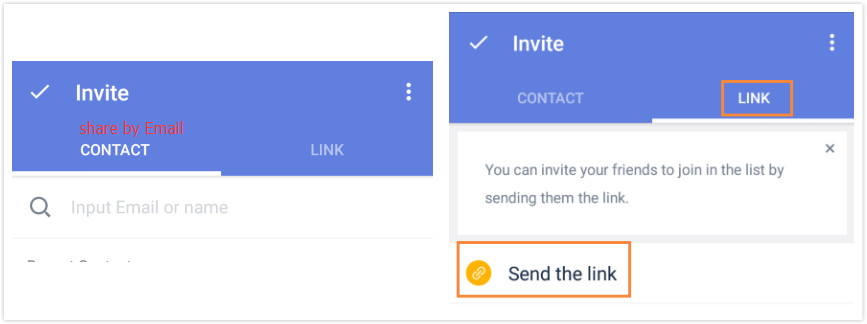 Invite
share by Email
CONTACT LINK
Input Email or name
Invite
CONTACT LINK
You can invite your friends to join in the list by
sending them the link.
Send the link